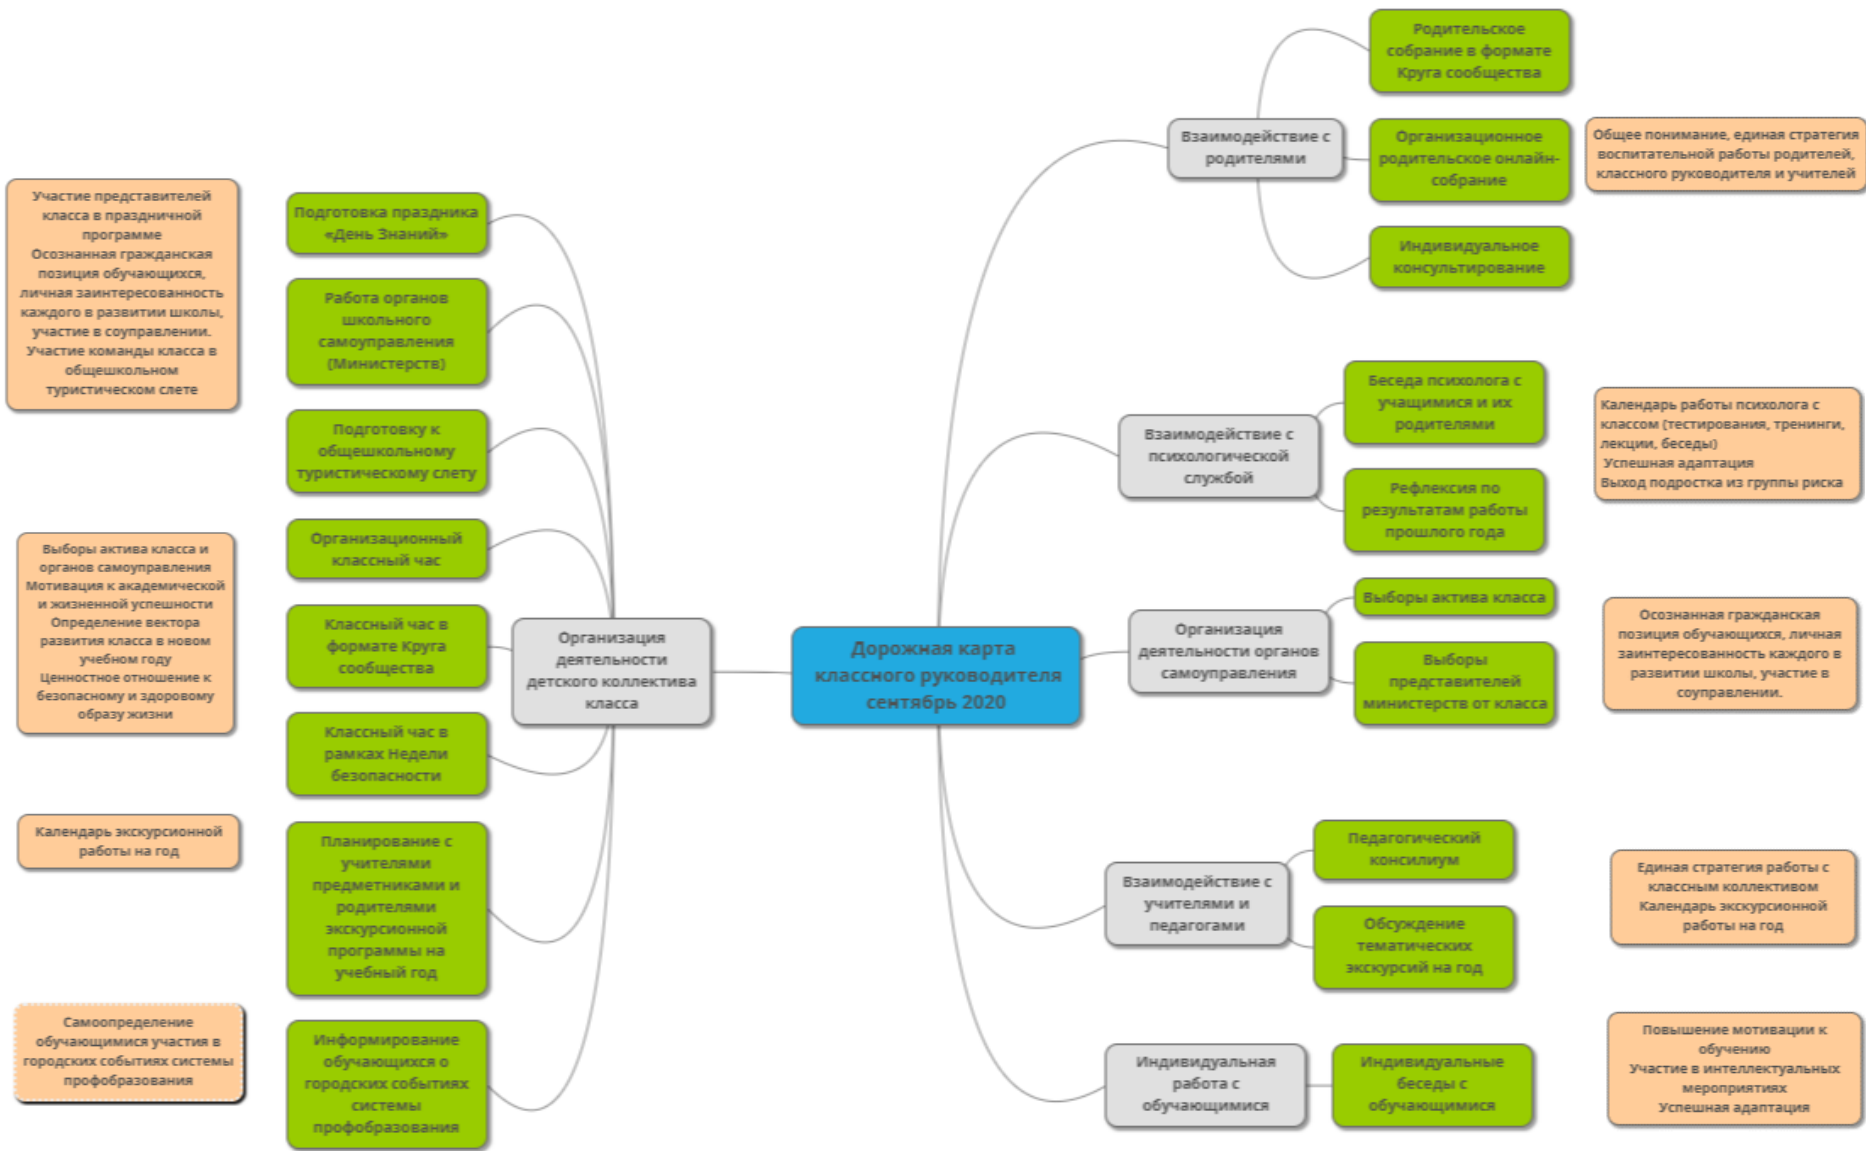 Родительское
собрание в формате
Круга сообщества
Взаимодействие с
родителями
Организационное
родительское онлайн-
собрание
Общее понимание, единая стратегия
воспитательной работы родителей,
классного руководителя и учителей
Индивидуальное
консультирование
Участие представителей
класса в праздничной
программе
Осознанная гражданская
позиция обучающихся,
личная заинтересованность
каждого в развитии школы,
участие в соуправлении.
Участие команды класса в
общешкольном
туристическом слете
Подготовка праздника
«День Знаний»
Работа органов
школьного
самоуправления
(Министерств)
Подготовку к
общешкольному
туристическому слету
Беседа психолога с
учащимися и их
родителями
Взаимодействие с
психологической
службой
Календарь работы психолога с
классом (тестирования, тренинги,
лекции, беседы)
Успешная адаптация
Выход подростка из группы риска
Рефлексия по
результатам работы
прошлого года
Выборы актива класса и
органов самоуправления
Мотивация к академической
и жизненной успешности
Определение вектора
развития класса в новом
учебном году
Ценностное отношение к
безопасному и здоровому
образу жизни
Организационный
классный час
Классный час в
формате Круга
сообщества
Классный час в
рамках Недели
безопасности
Организация
деятельности
детского коллектива
класса
Дорожная карта
классного руководителя
сентябрь 2020
Организация
деятельности органов
самоуправления
Выборы актива класса
Выборы
представителей
министерств от класса
Осознанная гражданская
позиция обучающихся, личная
заинтересованность каждого в
развитии школы, участие в
соуправлении.
Календарь экскурсионной
работы на год
Планирование с
учителями
предметниками и
родителями
экскурсионной
программы на
учебный год
Взаимодействие с
учителями и
педагогами
Педагогический
консилиум
Обсуждение
тематических
экскурсий на год
Единая стратегия работы с
классным коллективом
Календарь экскурсионной
работы на год
Самоопределение
обучающимися участия в
городских событиях системы
профобразования
Информирование
обучающихся о
городских событиях
системы
профобразования
Индивидуальная
работа с
обучающимися
Индивидуальные
беседы с
обучающимися
Повышение мотивации к
обучению
Участие в интеллектуальных
мероприятиях
Успешная адаптация